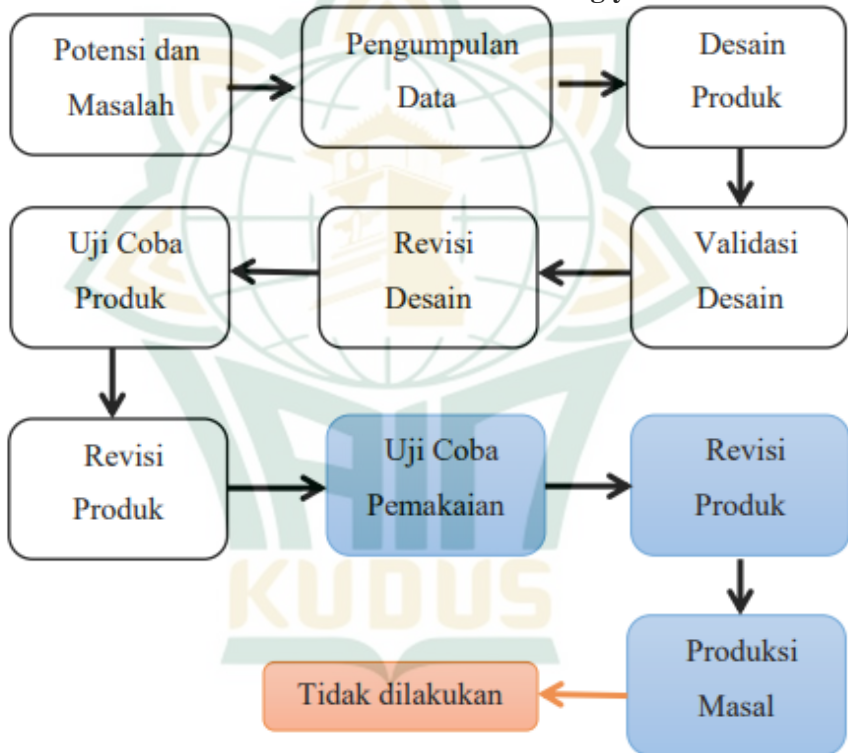 Potensi dan
Masalah
Pengumpulan
Data
Desain
Produk
Validasi
Desain
Revisi
Desain
Uji Coba
Produk
Revisi
Produk
Uji Coba
Pemakaian
Revisi
Produk
Produksi
Masal
Tidak dilakukan
KUDUS